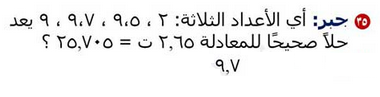 ٣٥ جبر: أي الأعداد الثلاثة: ٢ ، ٩,٥ ، ٩,٧ ، ٩ يعد
حلاً صحيحًا للمعادلة ٢,٦٥ ت = ٢٥,٧٠٥ ؟
٩,٧